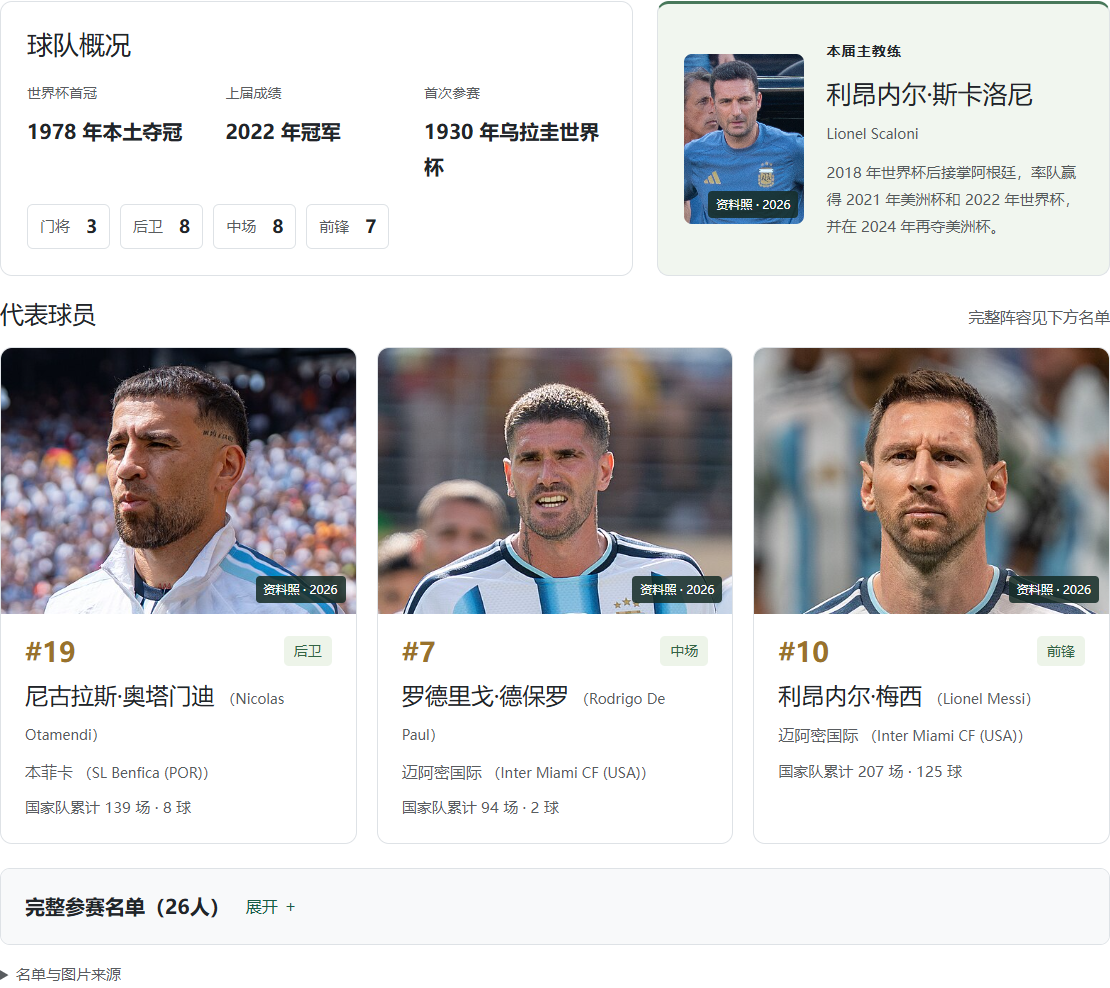 球队概况
世界杯首冠
1978 年本土夺冠
上届成绩
2022 年冠军
首次参赛
1930 年乌拉圭世界
杯
门将 3
后卫 8
中场 8
前锋 7
资料照 · 2026
本届主教练
利昂内尔·斯卡洛尼
Lionel Scaloni
2018 年世界杯后接掌阿根廷，率队赢
得 2021 年美洲杯和 2022 年世界杯，
并在 2024 年再夺美洲杯。
代表球员
完整阵容见下方名单
资料照 · 2026
#19
后卫
尼古拉斯·奥塔门迪 （Nicolas
Otamendi）
本菲卡 （SL Benfica (POR)）
国家队累计 139 场 · 8 球
资料照 · 2026
#7
中场
罗德里戈·德保罗 （Rodrigo De
Paul）
迈阿密国际 （Inter Miami CF (USA)）
国家队累计 94 场 · 2 球
资料照 · 2026
#10
前锋
利昂内尔·梅西 （Lionel Messi）
迈阿密国际 （Inter Miami CF (USA)）
国家队累计 207 场 · 125 球
完整参赛名单（26人） 展开 +
名单与图片来源